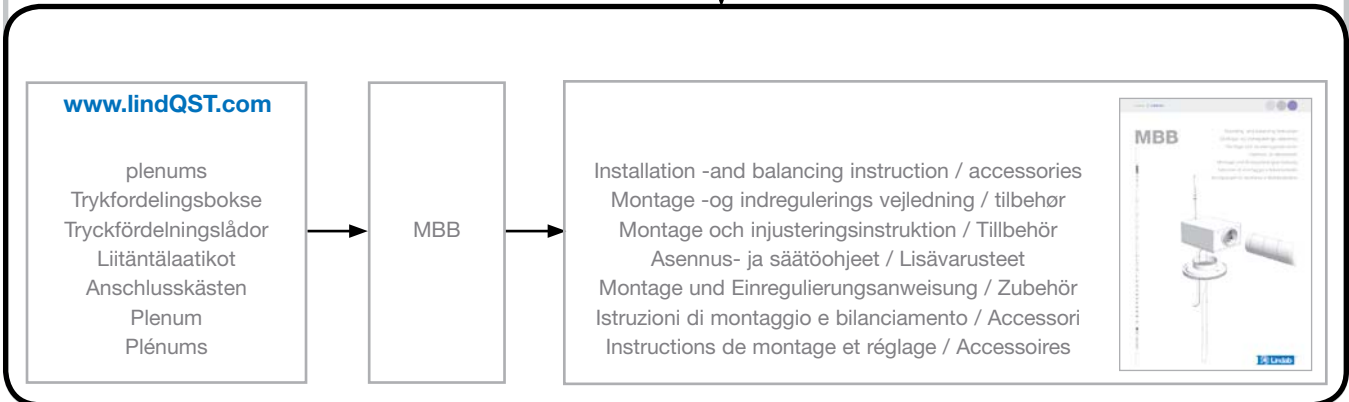 www.lindQST.com
plenums
Trykfordelingsbokse
Tryckfördelningslådor
Liitäntälaatikot
Anschlusskästen
Plenum
Plénums
MBB
Installation -and balancing instruction / accessories
Montage -og indregulerings vejledning / tilbehør
Montage och injusteringsinstruktion / Tillbehör
Asennus- ja säätöohjeet / Lisävarusteet
Montage und Einregulierungsanweisung / Zubehör
Istruzioni di montaggio e bilanciamento / Accessori
Instructions de montage et réglage / Accessoires
MBB
Lindab